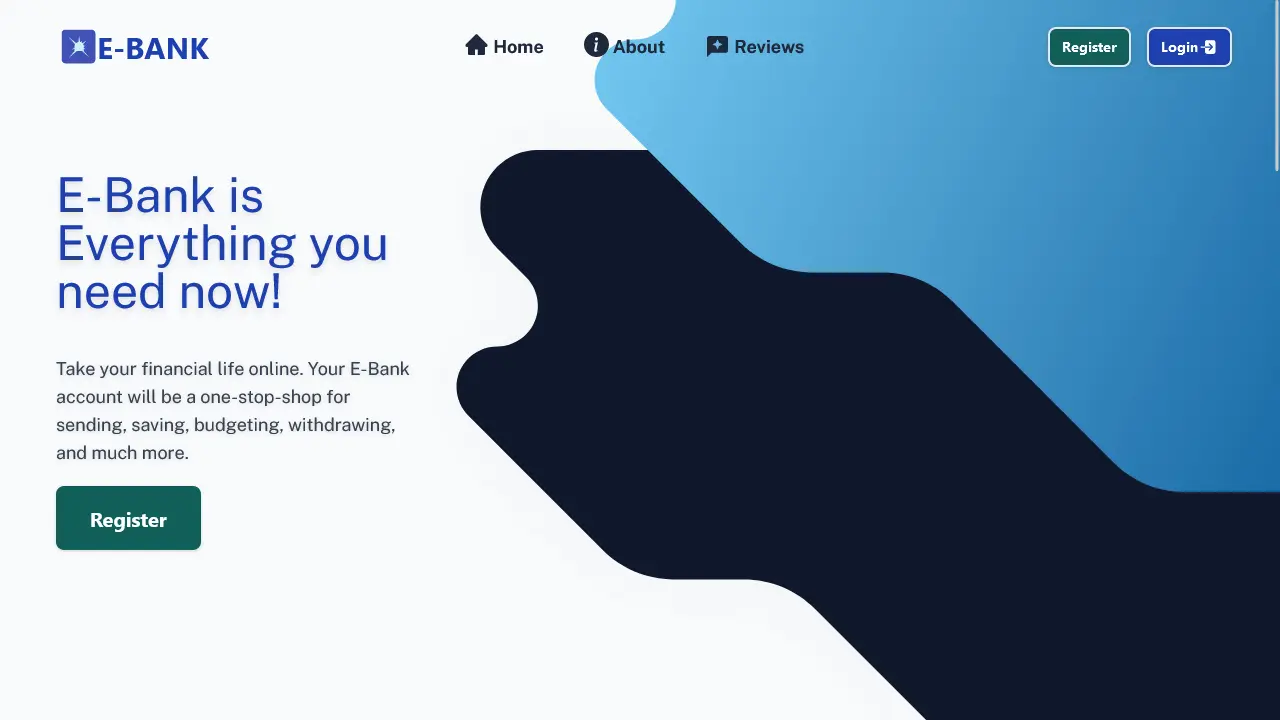 E-BANK
Home
About
Reviews
Register
Login
E-Bank is
Everything you
need now!
Take your financial life online. Your E-Bank
account will be a one-stop-shop for
sending, saving, budgeting, withdrawing,
and much more.
Register